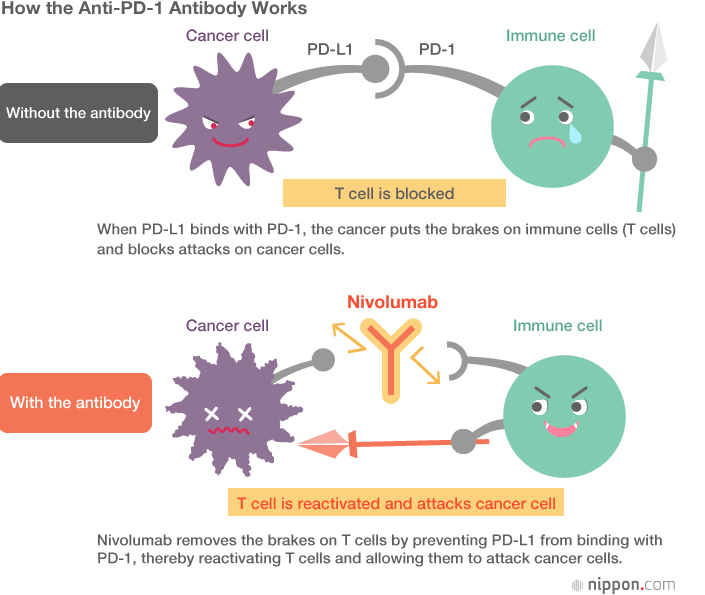 How the Anti-PD-1 Antibody Works
Cancer cell
PD-L1
PD-1
Immune cell
Without the antibody
T cell is blocked
When PD-L1 binds with PD-1, the cancer puts the brakes on immune cells (T cells)
and blocks attacks on cancer cells.
Nivolumab
Cancer cell
Immune cell
With the antibody
T cell is reactivated and attacks cancer cell
Nivolumab removes the brakes on T cells by preventing PD-L1 from binding with
PD-1, thereby reactivating T cells and allowing them to attack cancer cells.
nippon.com